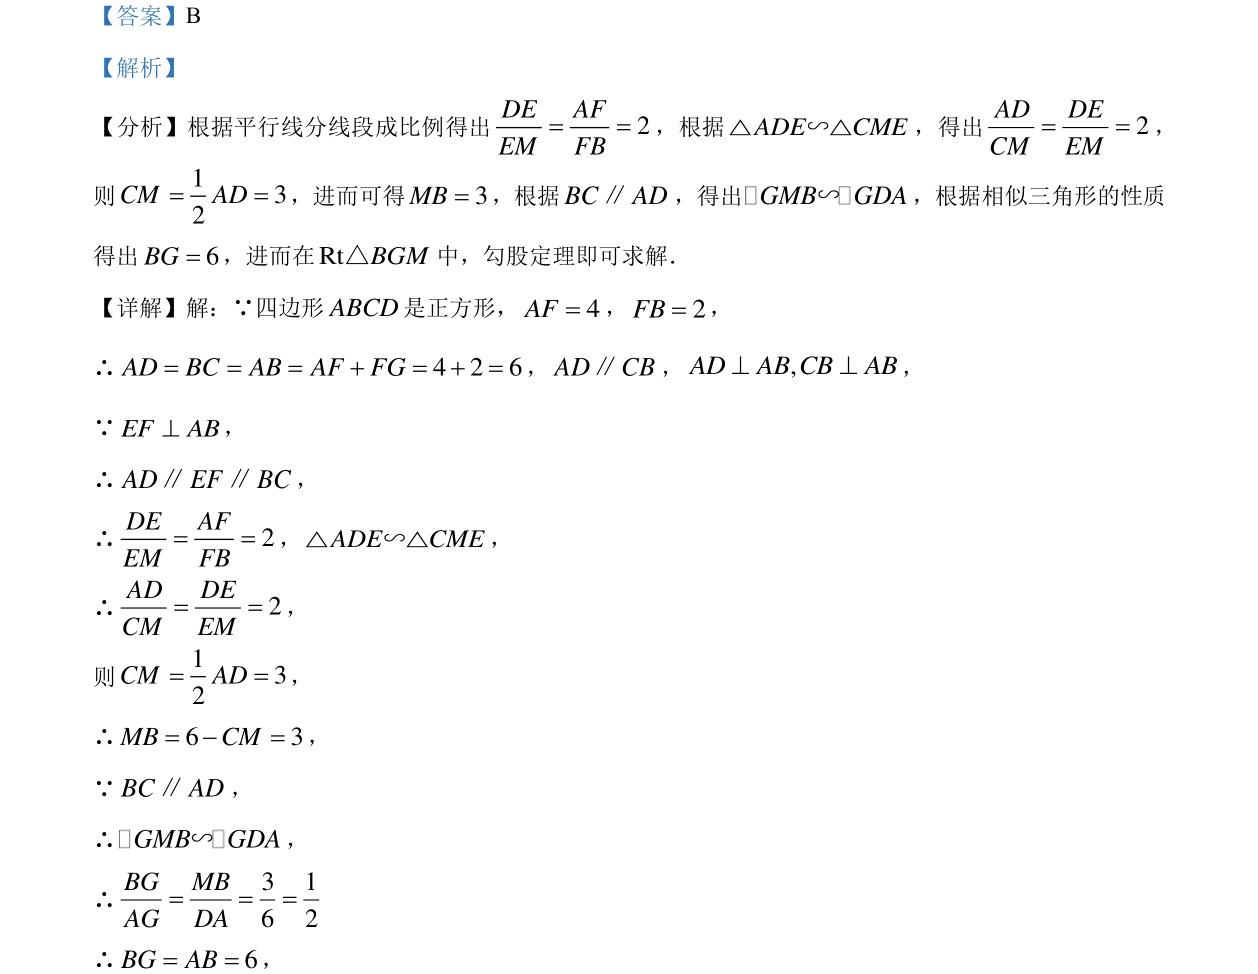 【答案】B
【解析】
【分析】根据平行线分线段成比例得出 DE/EM = AF/FB = 2，根据 △ADE∽△CME，得出 AD/CM = DE/EM = 2，
则 CM = 1/2 AD = 3，进而可得 MB = 3，根据 BC∥AD，得出□GMB∽□GDA，根据相似三角形的性质
得出 BG = 6，进而在 Rt△BGM 中，勾股定理即可求解．
【详解】解：∵四边形 ABCD 是正方形， AF = 4， FB = 2，
∴ AD = BC = AB = AF + FG = 4 + 2 = 6， AD∥CB， AD⊥AB,CB⊥AB，
∵ EF⊥AB，
∴ AD∥EF∥BC，
∴ DE/EM = AF/FB = 2， △ADE∽△CME，
∴ AD/CM = DE/EM = 2，
则 CM = 1/2 AD = 3，
∴ MB = 6 − CM = 3，
∵ BC∥AD，
∴□GMB∽□GDA，
∴ BG/AG = MB/DA = 3/6 = 1/2
∴ BG = AB = 6，